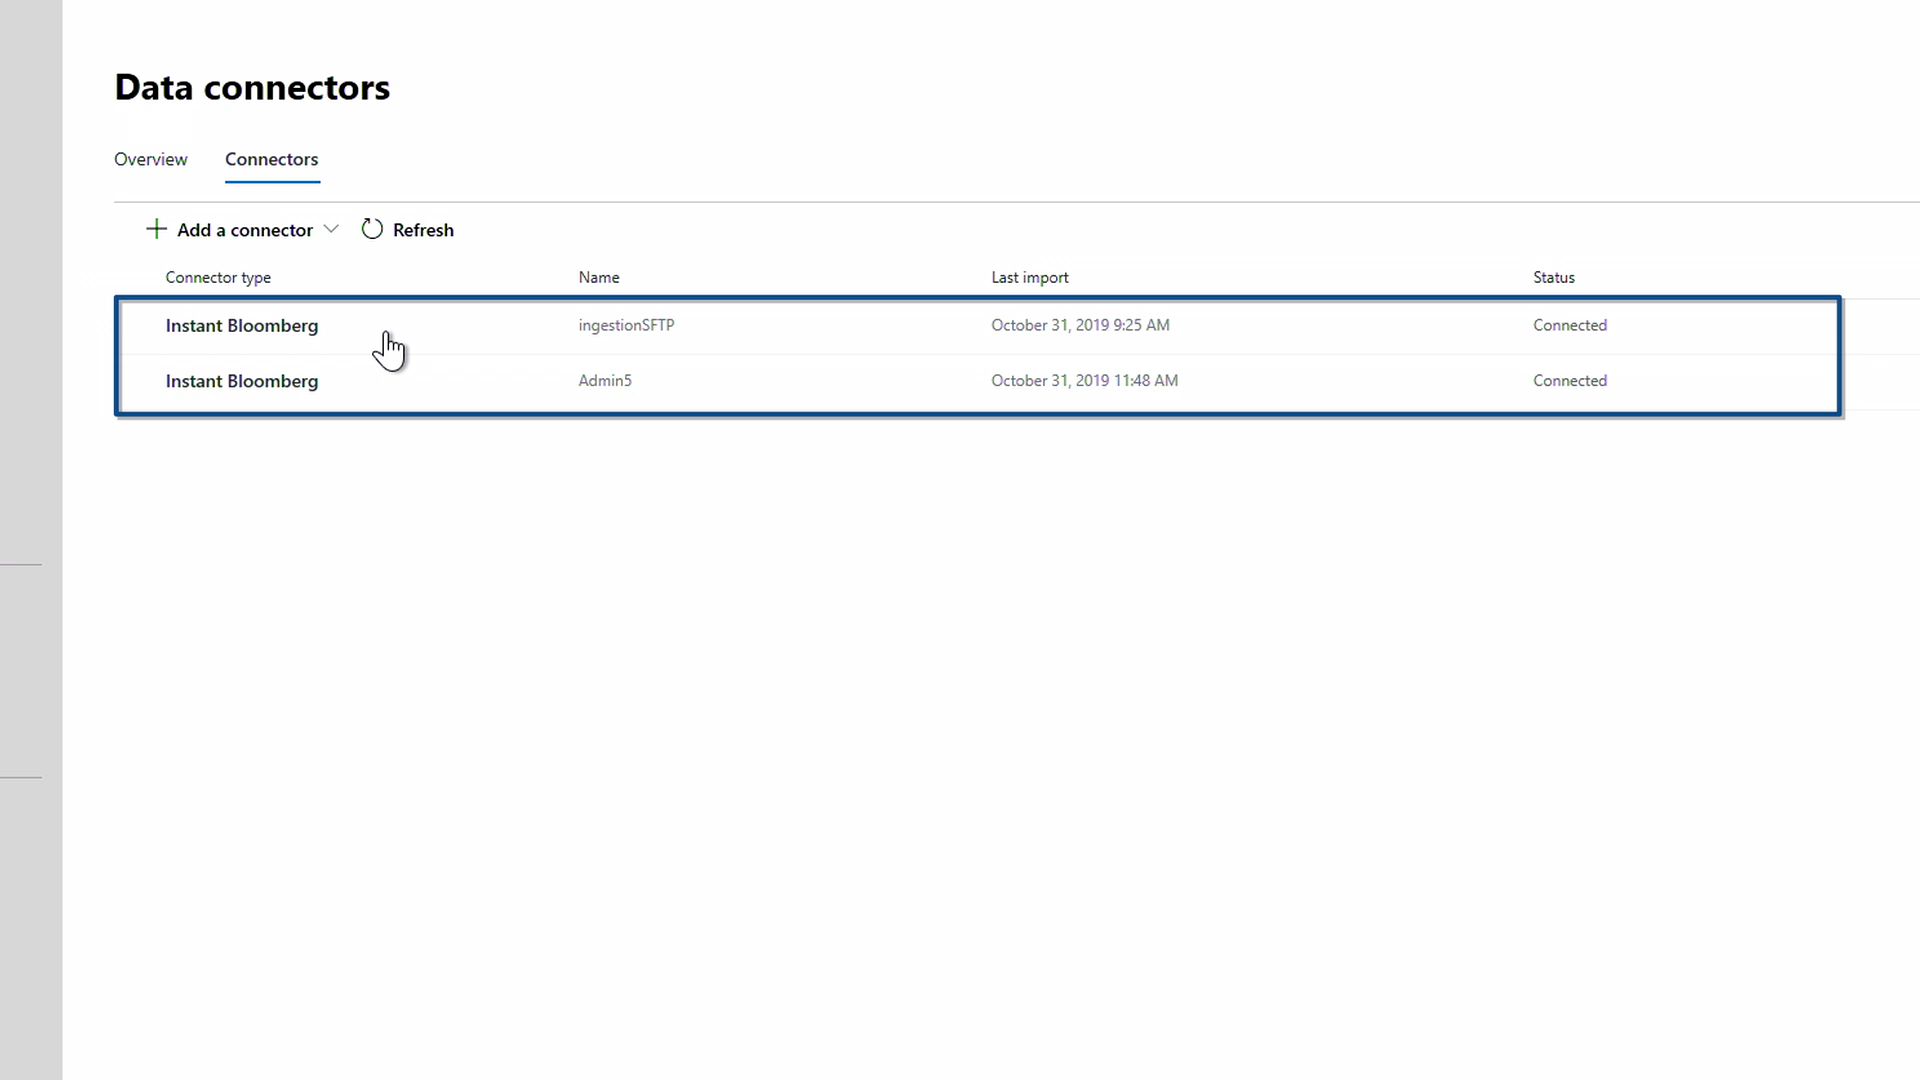 Data connectors
Overview Connectors
Add a connector Refresh
Connector type Name Last import Status
Instant Bloomberg ingestionSFTP October 31, 2019 9:25 AM Connected
Instant Bloomberg Admin5 October 31, 2019 11:48 AM Connected